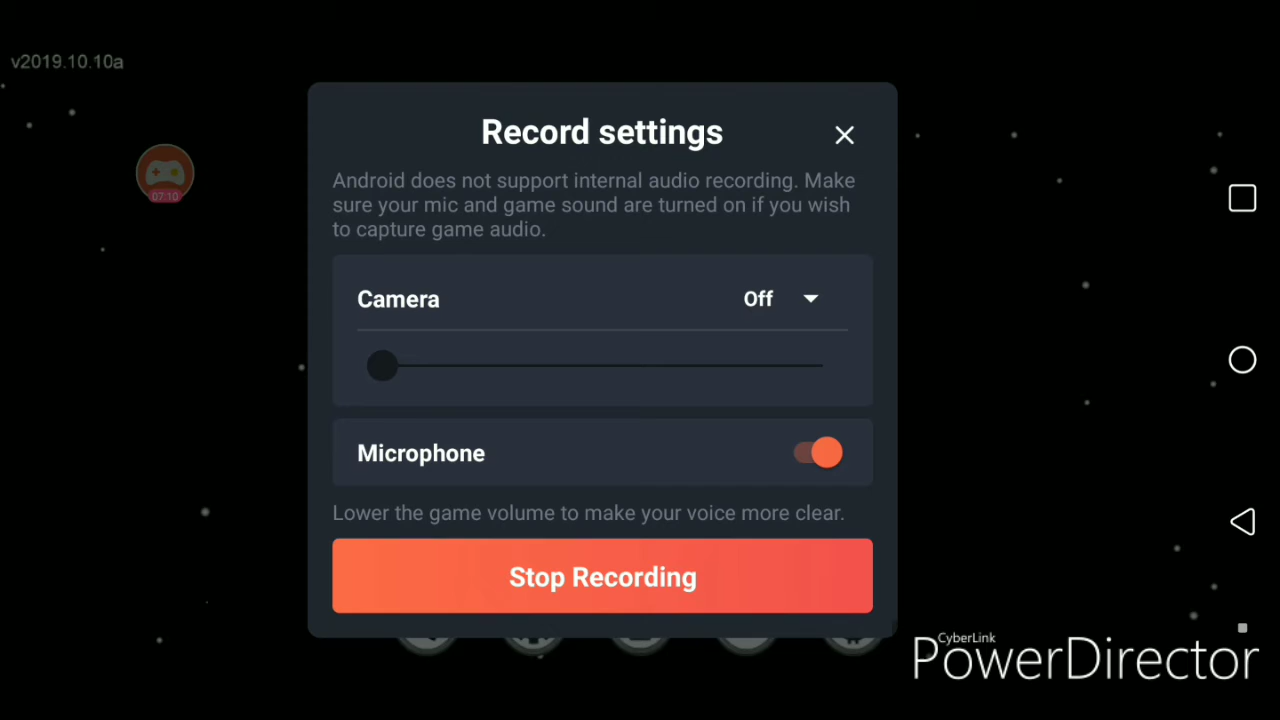 v2019.10.10a
Record settings
07:10
Android does not support internal audio recording. Make
sure your mic and game sound are turned on if you wish
to capture game audio.
Camera Off
Microphone
Lower the game volume to make your voice more clear.
Stop Recording
CyberLink
PowerDirector